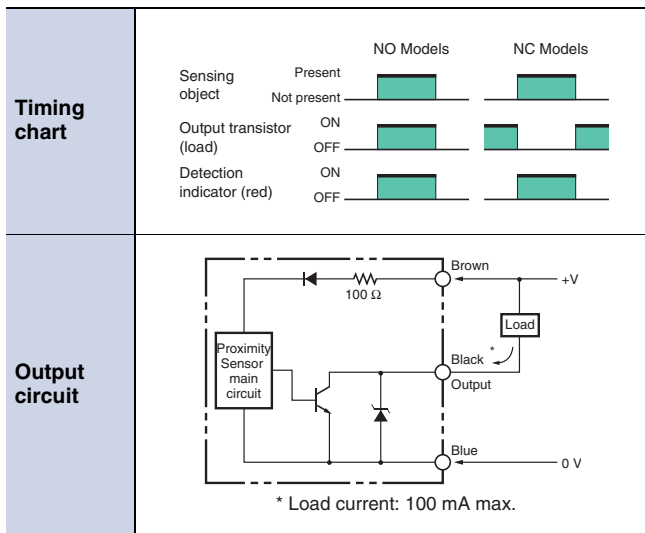 Timing
chart
NO Models
NC Models
Sensing
object
Present
Not present
Output transistor
(load)
ON
OFF
Detection
indicator (red)
ON
OFF
Output
circuit
Brown
+V
100 Ω
Load
*
Proximity
Sensor
main
circuit
Black
Output
Blue
0 V
* Load current: 100 mA max.